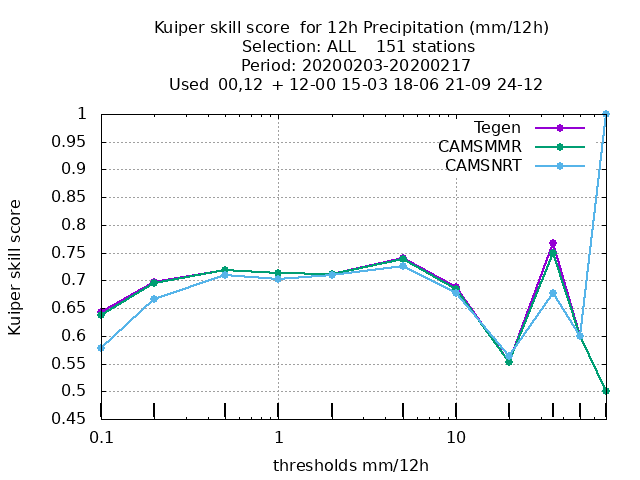 Kuiper skill score  for 12h Precipitation (mm/12h)
Selection: ALL    151 stations
Period: 20200203-20200217
Used  00,12  + 12-00 15-03 18-06 21-09 24-12
Tegen
CAMSMMR
CAMSNRT
1
0.95
0.9
0.85
0.8
0.75
0.7
0.65
0.6
0.55
0.5
0.45
Kuiper skill score
0.1
1
10
thresholds mm/12h